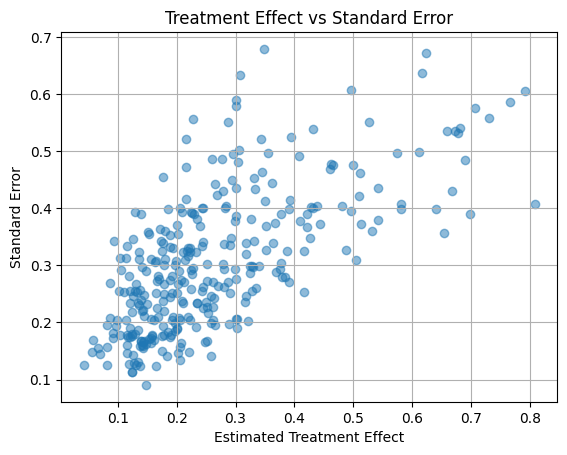 Treatment Effect vs Standard Error
Standard Error
0.7
0.6
0.5
0.4
0.3
0.2
0.1
0.1 0.2 0.3 0.4 0.5 0.6 0.7 0.8
Estimated Treatment Effect